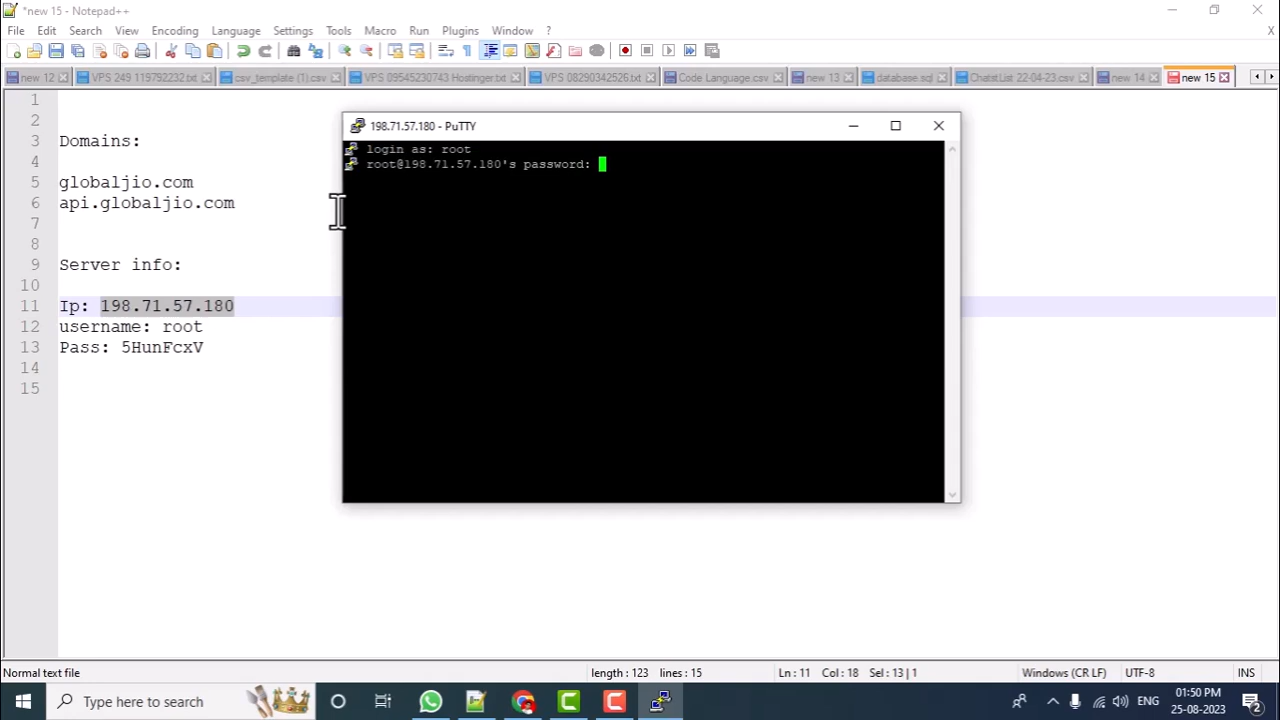 *new 15 - Notepad++
File Edit Search View Encoding Language Settings Tools Macro Run Plugins Window ? X
new 12 VPS 249 119792232.txt csv_template (1).csv VPS 09545230743 Hostinger.txt VPS 08290342526.txt Code language.csv new 13 database.sql ChatstList 22-04-23.csv new 14 new 15
1
2
3 Domains:
4
5 globaljio.com
6 api.globaljio.com
7
8
9 Server info:
10
11 Ip: 198.71.57.180
12 username: root
13 Pass: 5HunFcxV
14
15
198.71.57.180 - PuTTY
login as: root
root@198.71.57.180's password:
Normal text file length : 123 lines : 15 Ln : 11 Col : 18 Sel : 13 | 1 Windows (CR LF) UTF-8 INS
Type here to search
ENG
01:50 PM
25-08-2023
2